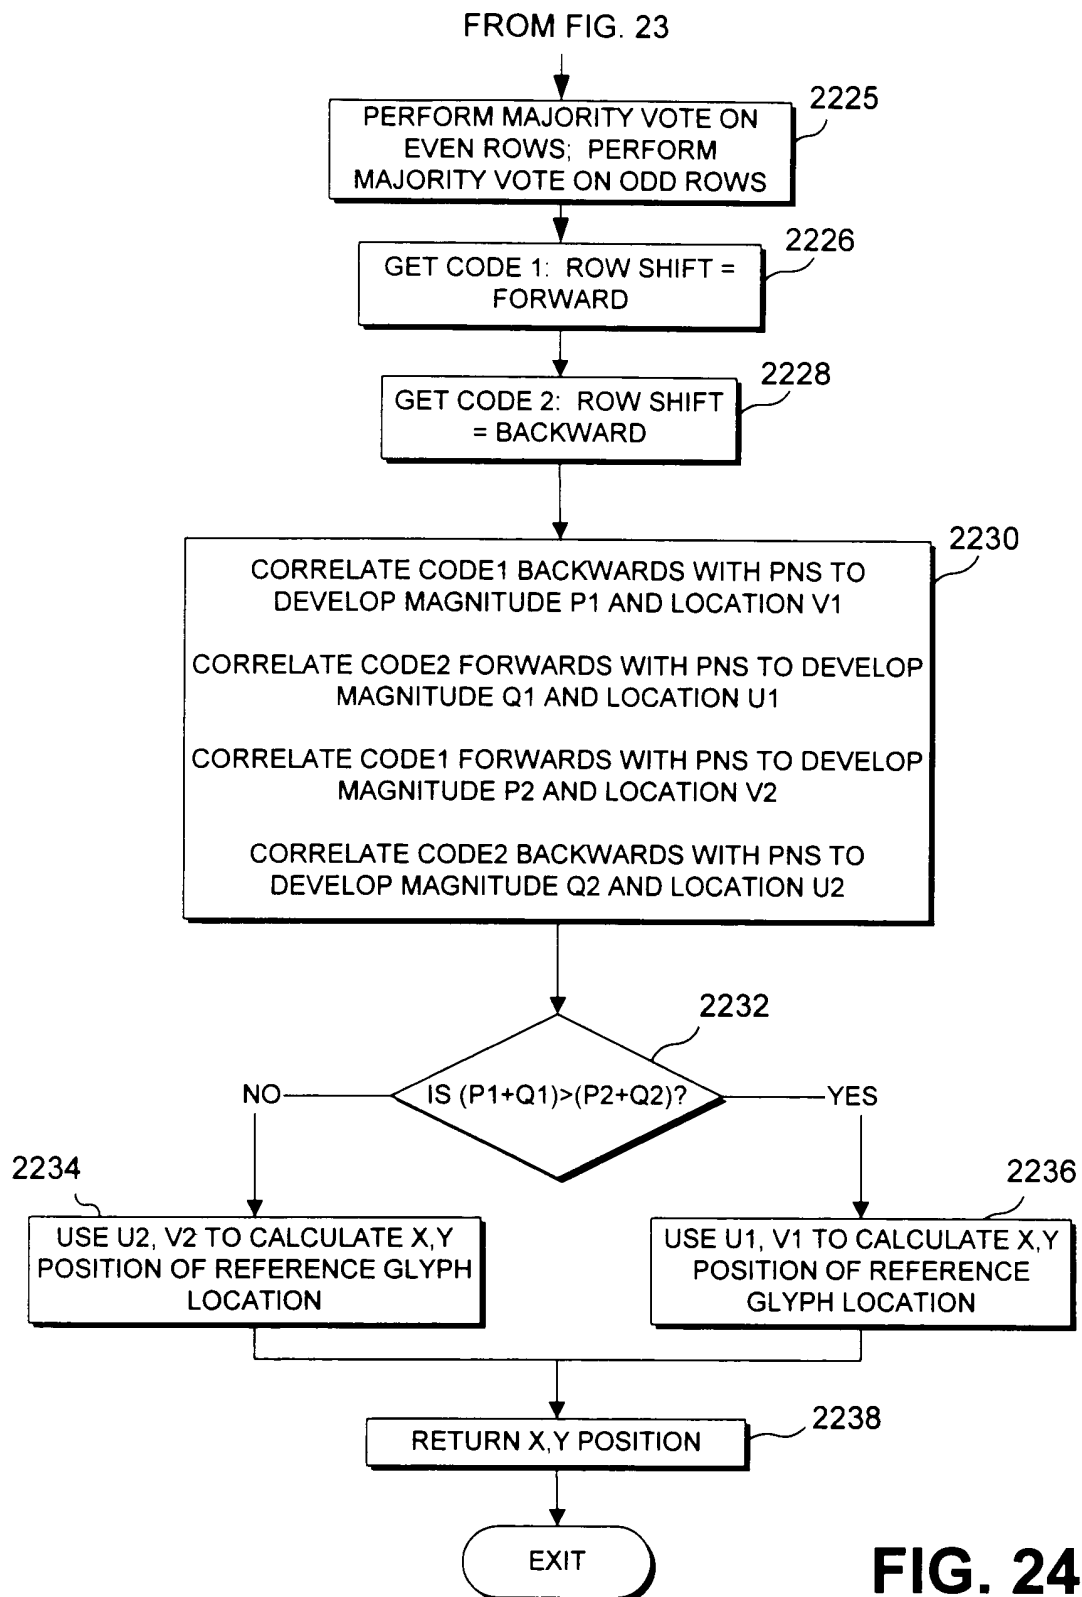 FROM FIG. 23
2225
PERFORM MAJORITY VOTE ON
EVEN ROWS; PERFORM
MAJORITY VOTE ON ODD ROWS
2226
GET CODE 1: ROW SHIFT =
FORWARD
2228
GET CODE 2: ROW SHIFT
= BACKWARD
2230
CORRELATE CODE1 BACKWARDS WITH PNS TO
DEVELOP MAGNITUDE P1 AND LOCATION V1
CORRELATE CODE2 FORWARDS WITH PNS TO DEVELOP
MAGNITUDE Q1 AND LOCATION U1
CORRELATE CODE1 FORWARDS WITH PNS TO DEVELOP
MAGNITUDE P2 AND LOCATION V2
CORRELATE CODE2 BACKWARDS WITH PNS TO
DEVELOP MAGNITUDE Q2 AND LOCATION U2
2232
IS (P1+Q1)>(P2+Q2)?
NO
YES
2234
USE U2, V2 TO CALCULATE X,Y
POSITION OF REFERENCE GLYPH
LOCATION
2236
USE U1, V1 TO CALCULATE X,Y
POSITION OF REFERENCE
GLYPH LOCATION
2238
RETURN X,Y POSITION
EXIT
FIG. 24